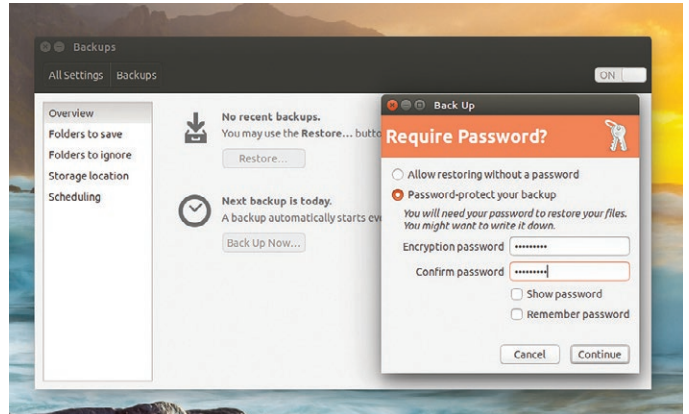 Backups
All Settings Backups
ON
Overview
Folders to save
Folders to ignore
Storage location
Scheduling
No recent backups.
You may use the Restore... butto
Restore...
Next backup is today.
A backup automatically starts eve
Back Up Now...
Back Up
Require Password?
Allow restoring without a password
Password-protect your backup
You will need your password to restore your files.
You might want to write it down.
Encryption password
Confirm password
Show password
Remember password
Cancel Continue